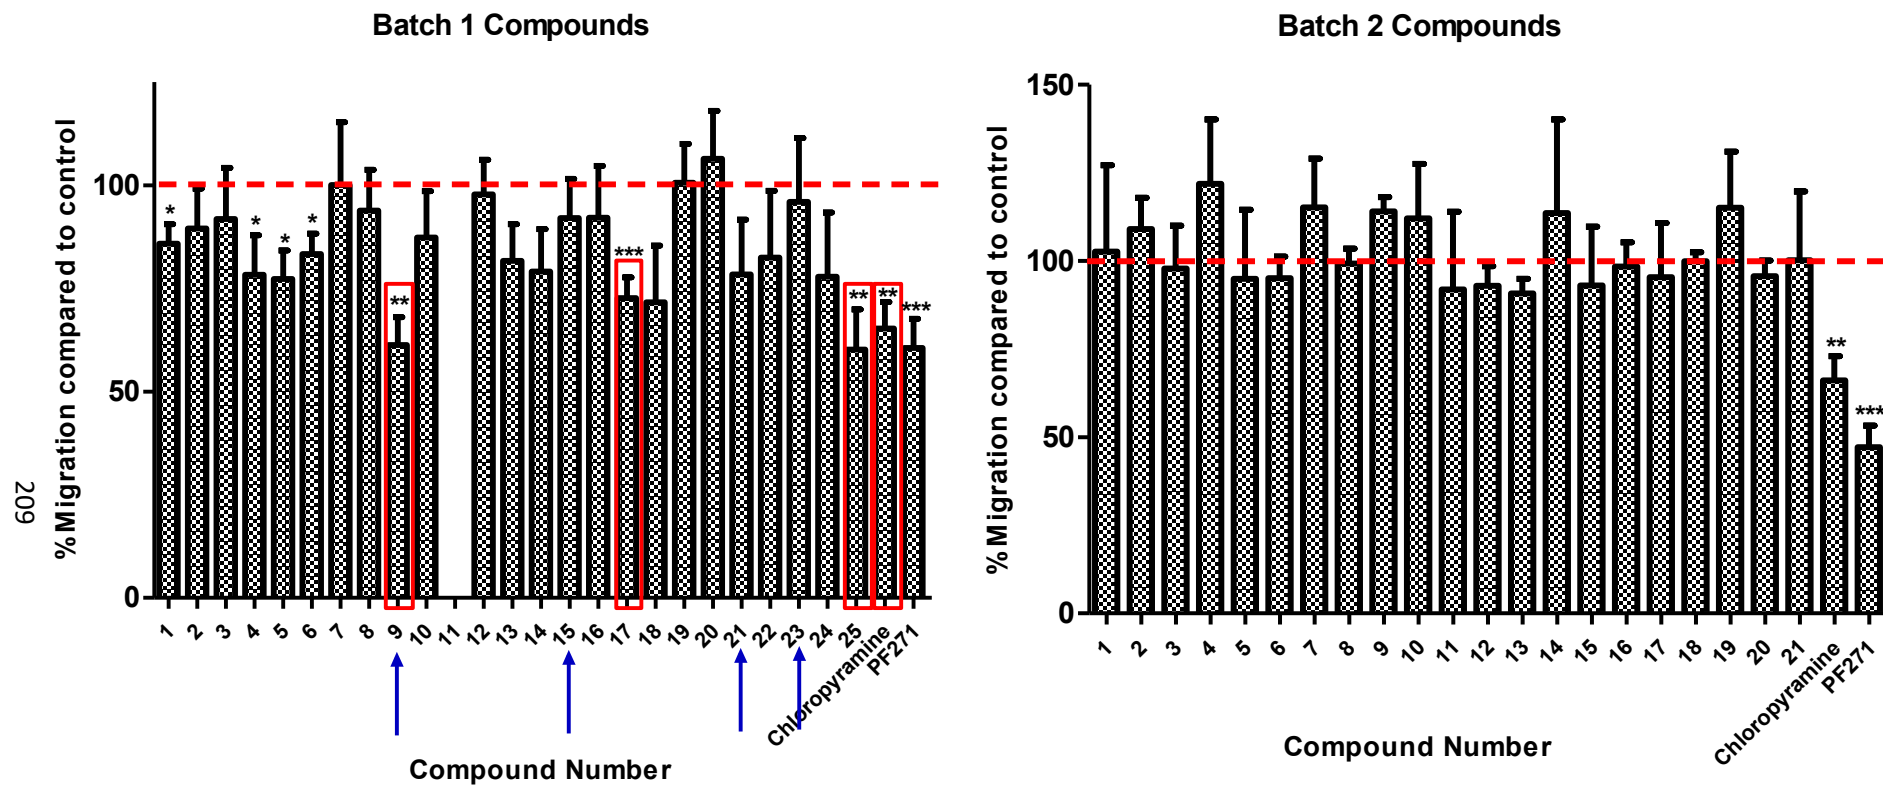 Batch 1 Compounds
%Migration compared to control
100
50
0
* * * * ** *** ** ** ***
1 2 3 4 5 6 7 8 9 10 11 12 13 14 15 16 17 18 19 20 21 22 23 24 25 Chloropyramine PF271
Compound Number
209
Batch 2 Compounds
%Migration compared to control
150
100
50
0
** ***
1 2 3 4 5 6 7 8 9 10 11 12 13 14 15 16 17 18 19 20 21 Chloropyramine PF271
Compound Number